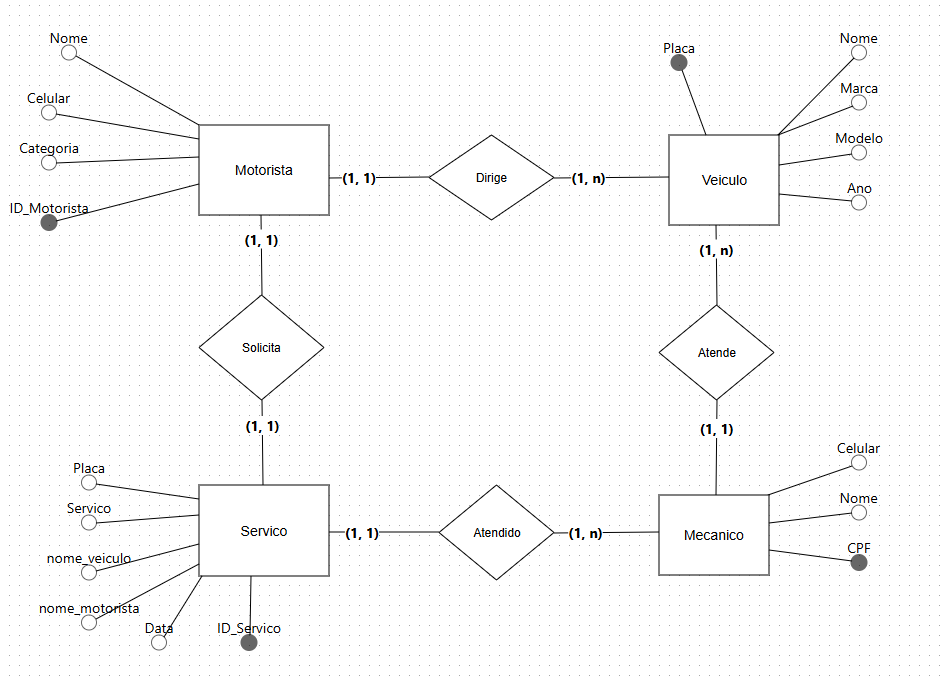 Nome
Celular
Categoria
ID_Motorista
Motorista
(1, 1)
Dirige
(1, n)
Placa
Veiculo
Nome
Marca
Modelo
Ano
(1, 1)
Solicita
(1, 1)
(1, n)
Atende
(1, 1)
Placa
Servico
nome_veiculo
nome_motorista
Data
ID_Servico
Servico
(1, 1)
Atendido
(1, n)
Mecanico
Celular
Nome
CPF